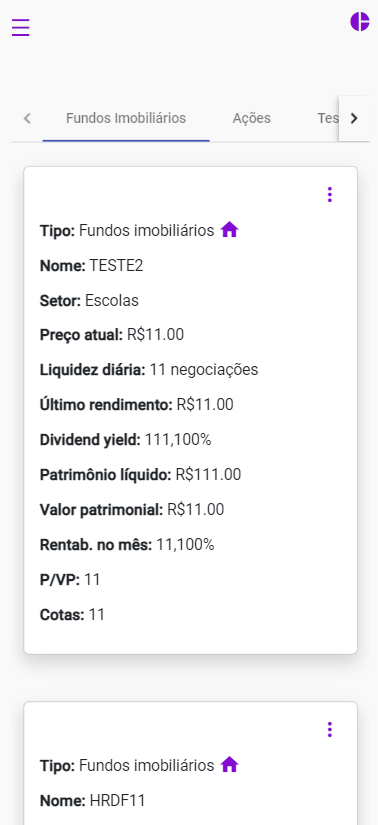 Fundos Imobiliários Ações Tes
Tipo: Fundos imobiliários
Nome: TESTE2
Setor: Escolas
Preço atual: R$11.00
Liquidez diária: 11 negociações
Último rendimento: R$11.00
Dividend yield: 111,100%
Patrimônio líquido: R$111.00
Valor patrimonial: R$11.00
Rentab. no mês: 11,100%
P/VP: 11
Cotas: 11
Tipo: Fundos imobiliários
Nome: HRDF11